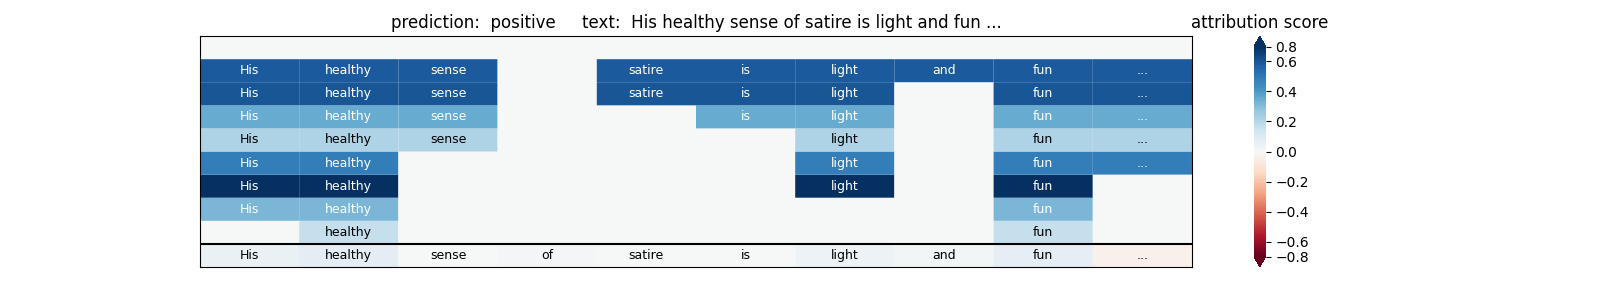 prediction: positive text: His healthy sense of satire is light and fun ... attribution score
His healthy sense satire is light and fun ... 0.8
His healthy sense satire is light fun ... 0.6
His healthy sense is light fun ... 0.4
His healthy sense light fun ... 0.2
His healthy light fun ... 0.0
His healthy light fun −0.2
His healthy fun −0.4
healthy fun −0.6
His healthy sense of satire is light and fun ... −0.8